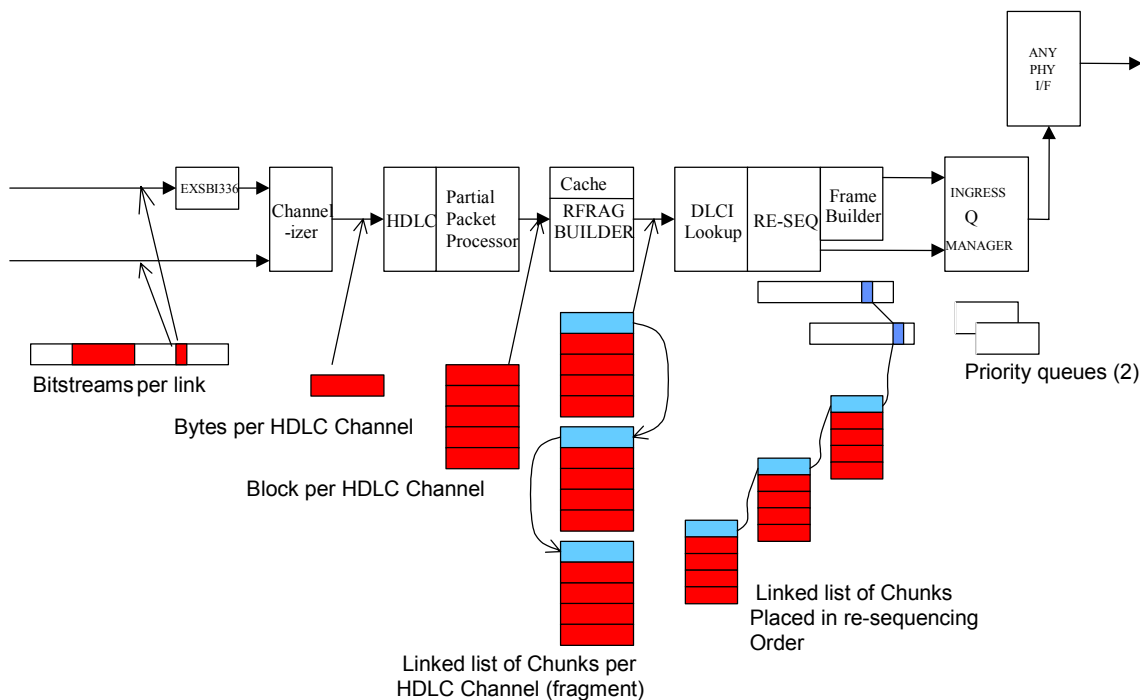 ANY
PHY
I/F
EXSBI336
Channel
-izer
HDLC
Partial
Packet
Processor
Cache
RFRAG
BUILDER
DLCI
Lookup
RE-SEQ
Frame
Builder
INGRESS
Q
MANAGER
Bitstreams per link
Bytes per HDLC Channel
Block per HDLC Channel
Linked list of Chunks per
HDLC Channel (fragment)
Linked list of Chunks
Placed in re-sequencing
Order
Priority queues (2)